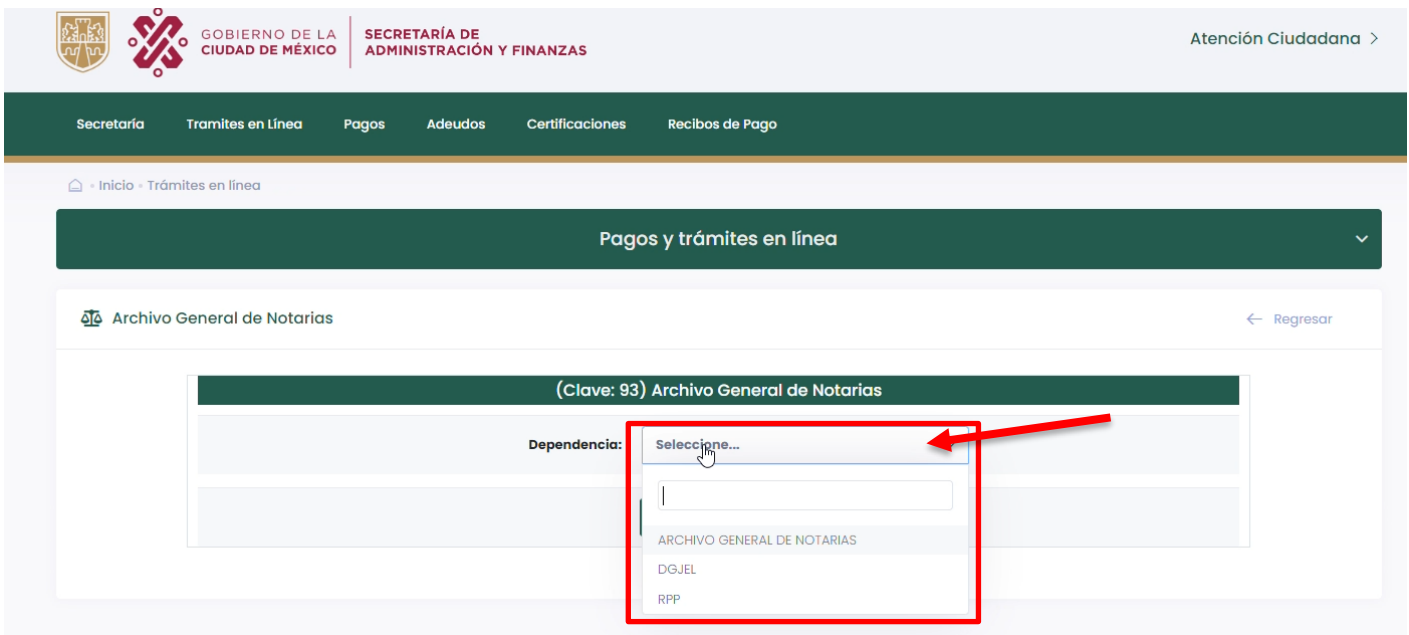 GOBIERNO DE LA
CIUDAD DE MÉXICO
SECRETARÍA DE
ADMINISTRACIÓN Y FINANZAS
Atención Ciudadana >
Secretaría Tramites en Línea Pagos Adeudos Certificaciones Recibos de Pago
Inicio Trámites en línea
Pagos y trámites en línea
Archivo General de Notarias
Regresar
(Clave: 93) Archivo General de Notarias
Dependencia: Seleccione...
ARCHIVO GENERAL DE NOTARIAS
DGJEL
RPP